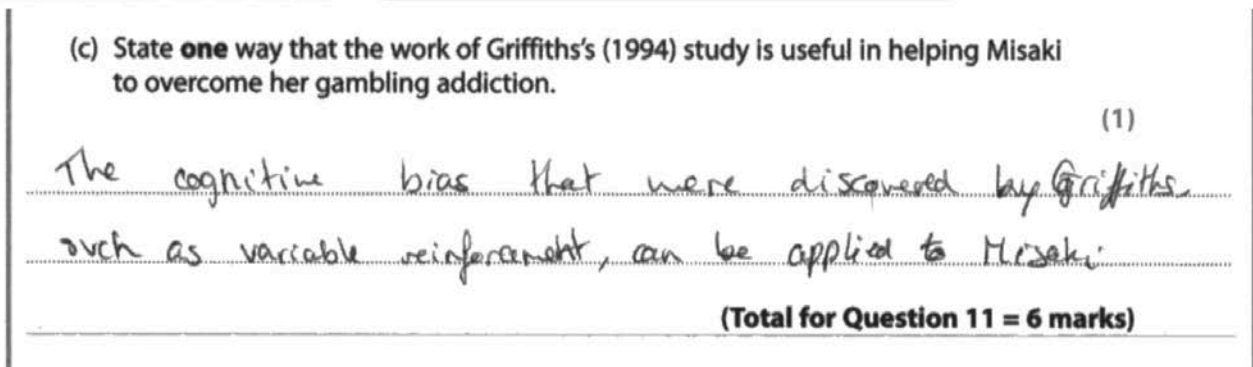 (c) State one way that the work of Griffiths's (1994) study is useful in helping Misaki
to overcome her gambling addiction.
(1)
The cognitive bias that were discovered by Griffiths.
such as variable reinforcement, can be applied to Misaki.
(Total for Question 11 = 6 marks)